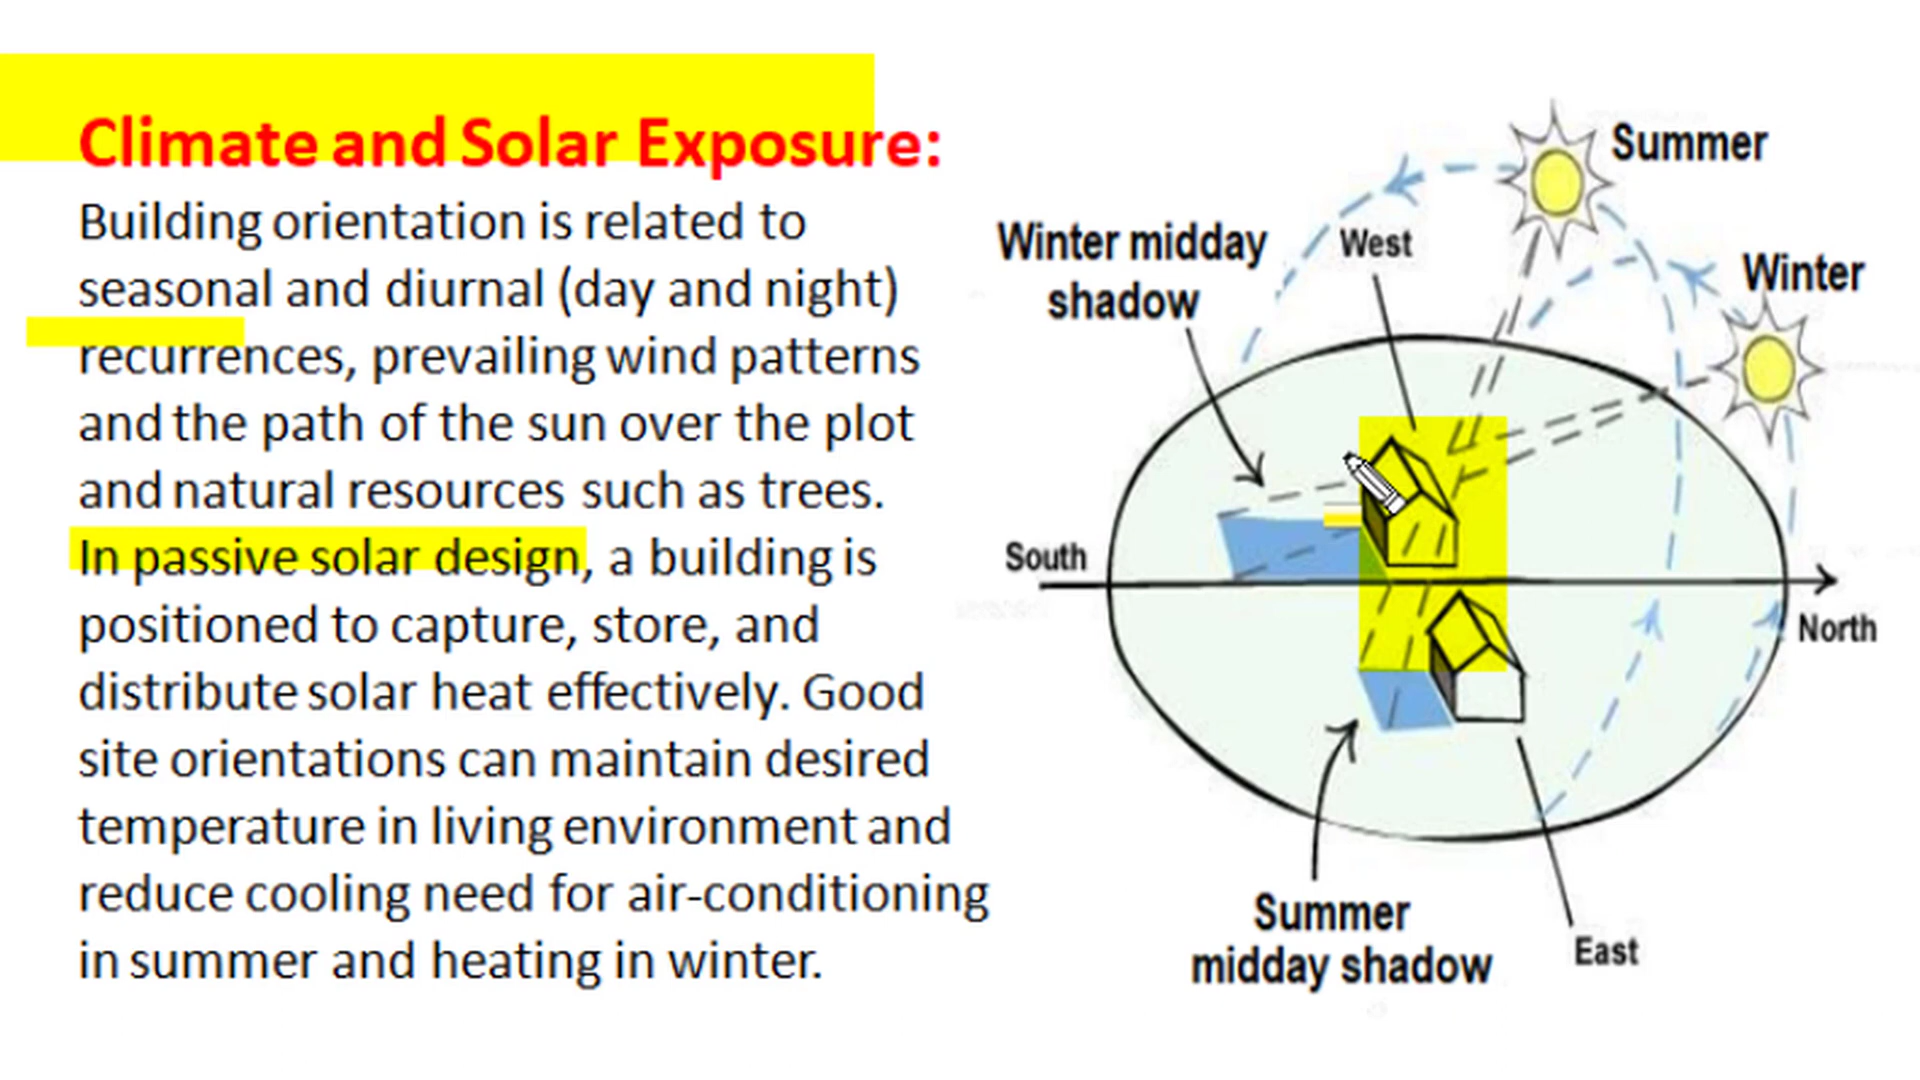 Climate and Solar Exposure:
Building orientation is related to
seasonal and diurnal (day and night)
recurrences, prevailing wind patterns
and the path of the sun over the plot
and natural resources such as trees.
In passive solar design, a building is
positioned to capture, store, and
distribute solar heat effectively. Good
site orientations can maintain desired
temperature in living environment and
reduce cooling need for air-conditioning
in summer and heating in winter.
Summer
Winter midday
shadow
West
Winter
South
North
Summer
midday shadow
East